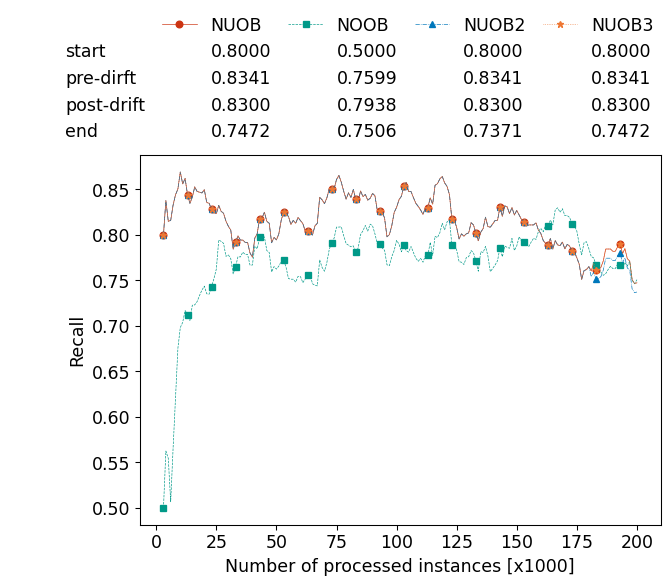 NUOB NOOB NUOB2 NUOB3
start 0.8000 0.5000 0.8000 0.8000
pre-dirft 0.8341 0.7599 0.8341 0.8341
post-drift 0.8300 0.7938 0.8300 0.8300
end 0.7472 0.7506 0.7371 0.7472
0.85
0.80
0.75
0.70
0.65
0.60
0.55
0.50
Recall
0 25 50 75 100 125 150 175 200
Number of processed instances [x1000]